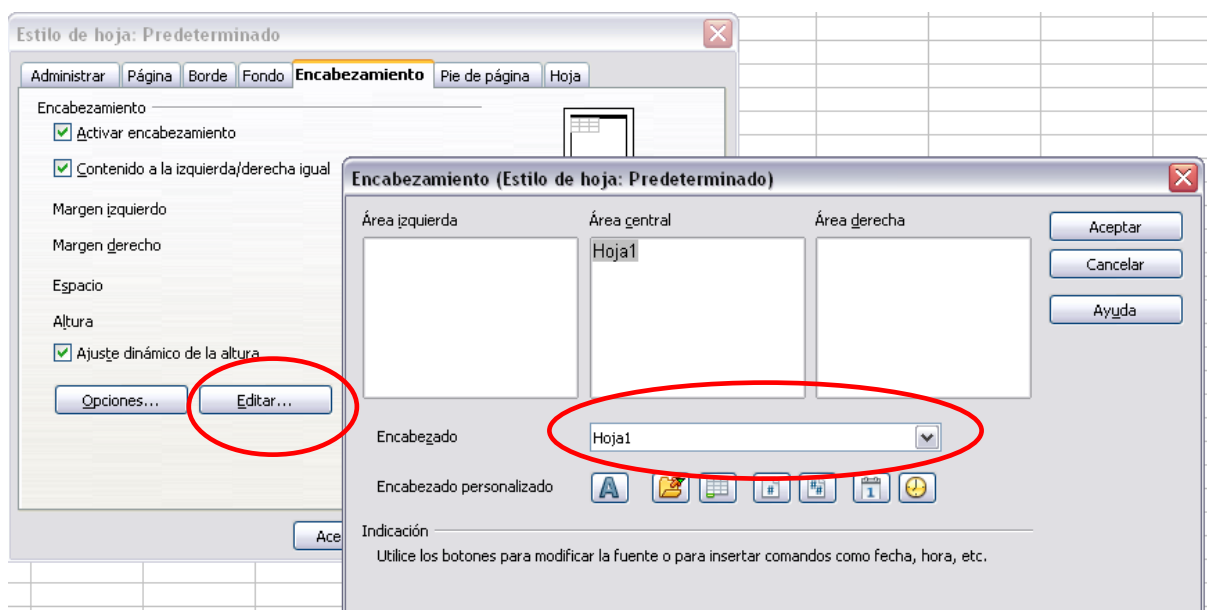 Estilo de hoja: Predeterminado
Administrar Página Borde Fondo Encabezamiento Pie de página Hoja
Encabezamiento
Activar encabezamiento
Contenido a la izquierda/derecha igual
Margen izquierdo
Margen derecho
Espacio
Altura
Ajuste dinámico de la altura
Opciones... Editar...
Ace
Encabezamiento (Estilo de hoja: Predeterminado)
Área izquierda Área central Área derecha
Hoja1
Aceptar
Cancelar
Ayuda
Encabezado Hoja1
Encabezado personalizado
Indicación
Utilice los botones para modificar la fuente o para insertar comandos como fecha, hora, etc.